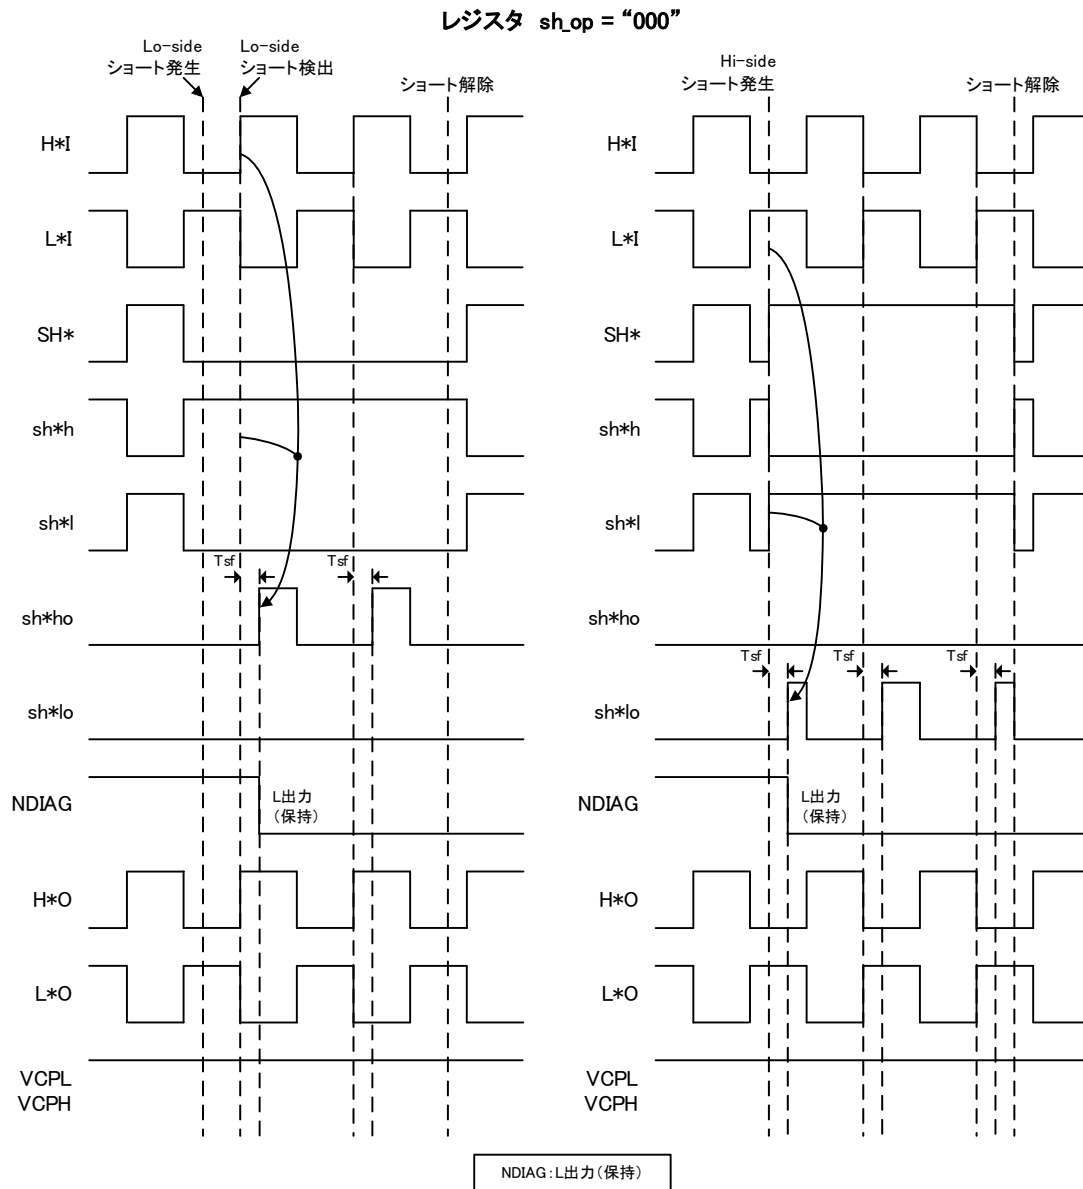 レジスタ sh_op = “000”
Lo-side
ショート発生
Lo-side
ショート検出
ショート解除
Hi-side
ショート発生
ショート解除
H*I
H*I
L*I
L*I
SH*
SH*
sh*h
sh*h
sh*l
sh*l
Tsf
Tsf
sh*ho
sh*ho
Tsf
Tsf
Tsf
sh*lo
sh*lo
NDIAG
L出力
(保持)
NDIAG
L出力
(保持)
H*O
H*O
L*O
L*O
VCPL
VCPH
VCPL
VCPH
NDIAG:L出力(保持)